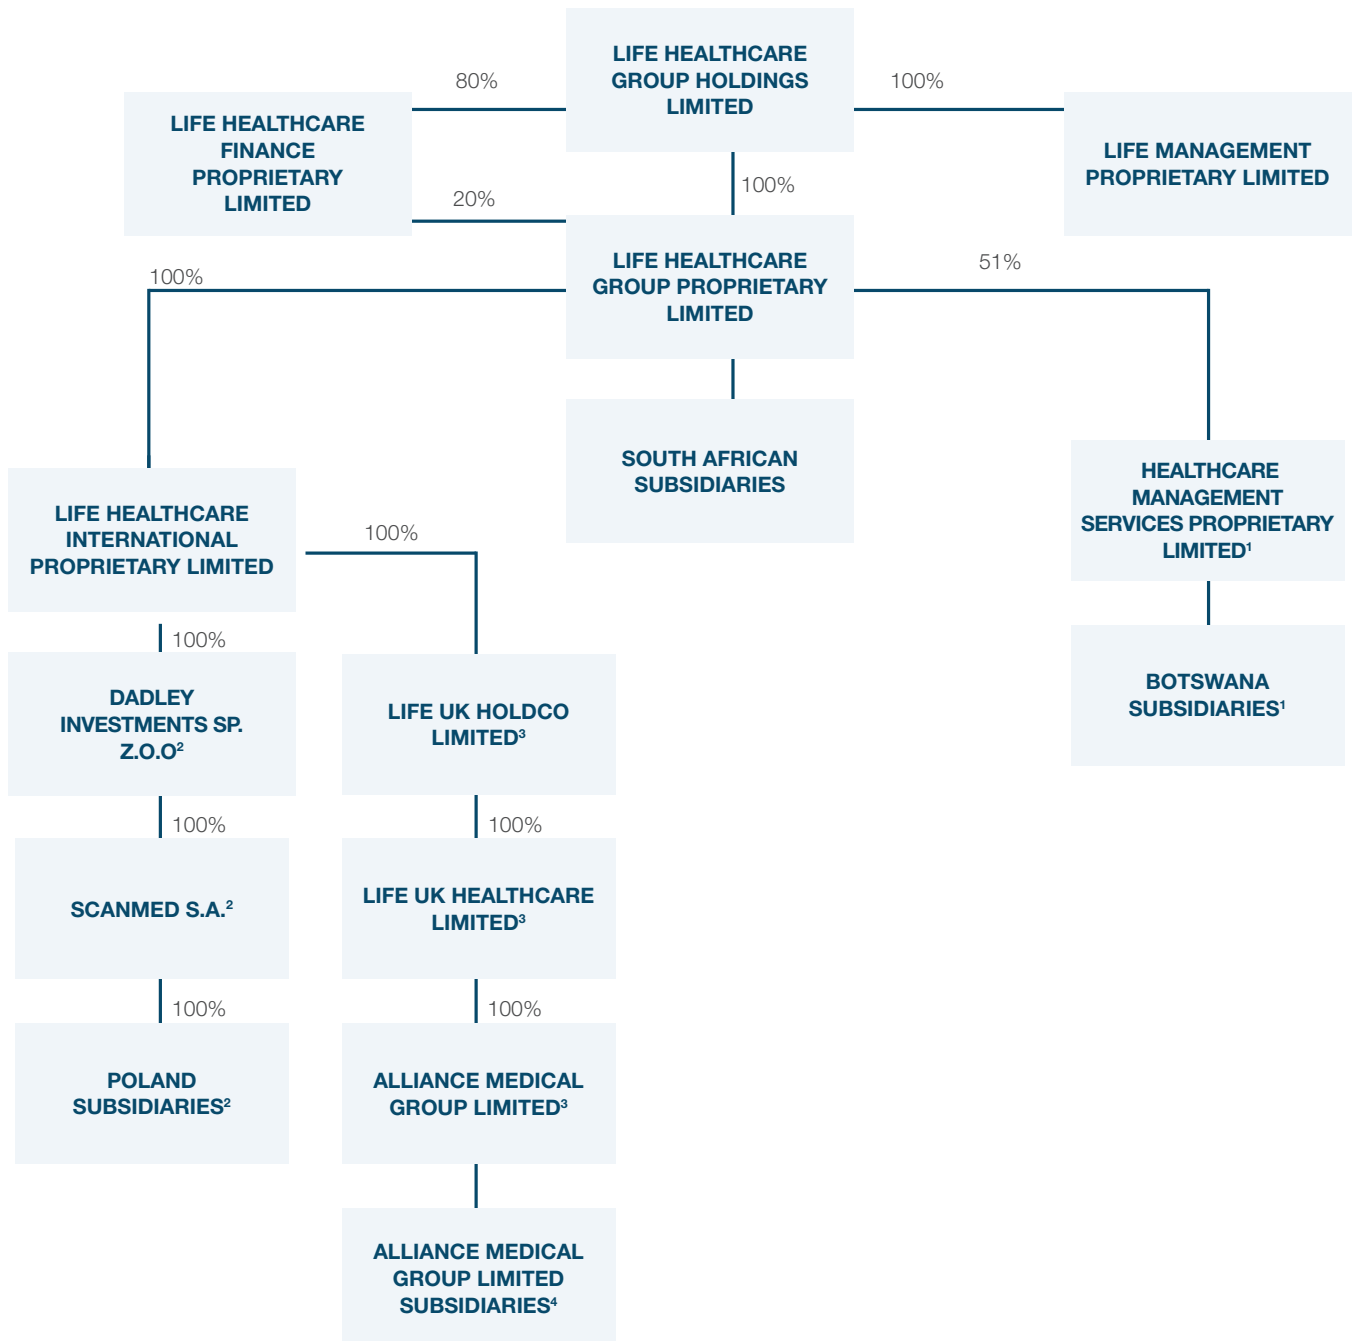 LIFE HEALTHCARE
GROUP HOLDINGS
LIMITED
80%
100%
LIFE HEALTHCARE
FINANCE
PROPRIETARY
LIMITED
LIFE MANAGEMENT
PROPRIETARY LIMITED
100%
20%
LIFE HEALTHCARE
GROUP PROPRIETARY
LIMITED
100%
51%
SOUTH AFRICAN
SUBSIDIARIES
HEALTHCARE
MANAGEMENT
SERVICES PROPRIETARY
LIMITED¹
LIFE HEALTHCARE
INTERNATIONAL
PROPRIETARY LIMITED
100%
100%
DADLEY
INVESTMENTS SP.
Z.O.O²
LIFE UK HOLDCO
LIMITED³
BOTSWANA
SUBSIDIARIES¹
100%
100%
SCANMED S.A.²
LIFE UK HEALTHCARE
LIMITED³
100%
100%
POLAND
SUBSIDIARIES²
ALLIANCE MEDICAL
GROUP LIMITED³
ALLIANCE MEDICAL
GROUP LIMITED
SUBSIDIARIES⁴